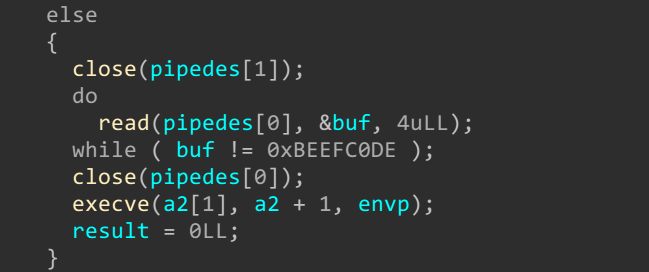 else
{
close(pipedes[1]);
do
read(pipedes[0], &buf, 4uLL);
while ( buf != 0xBEEFC0DE );
close(pipedes[0]);
execve(a2[1], a2 + 1, envp);
result = 0LL;
}